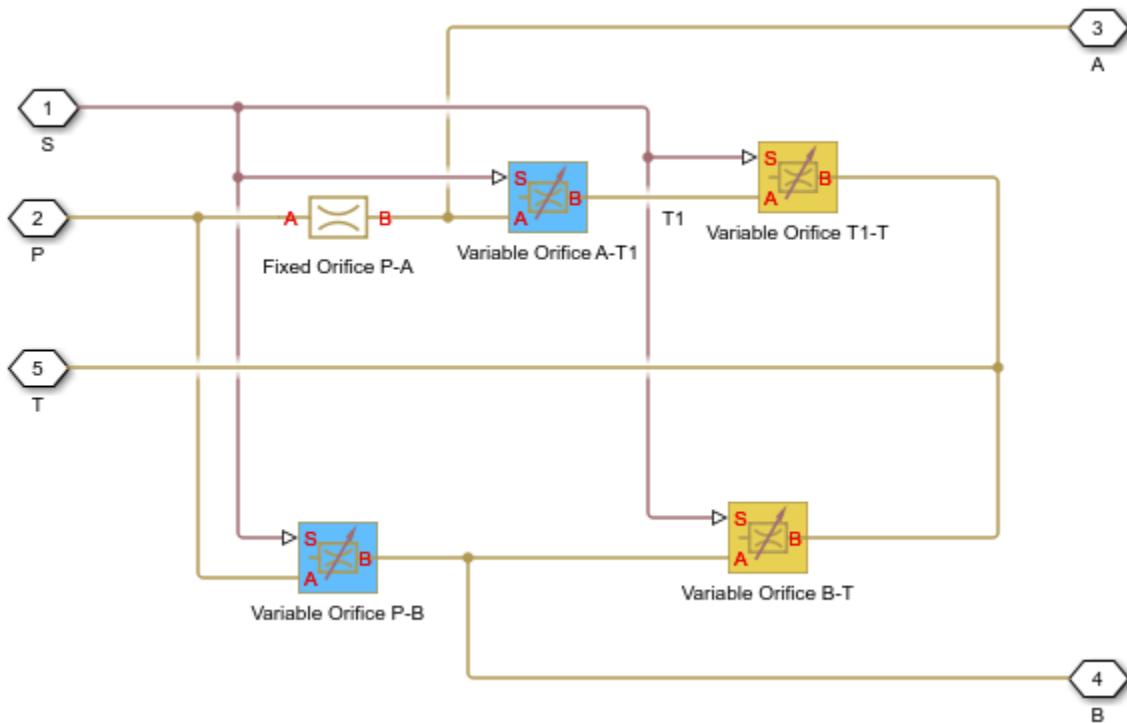 3
A
1
S
S
S
B
A
B
A
2
P
A
B
T1
Variable Orifice T1-T
Variable Orifice A-T1
Fixed Orifice P-A
5
T
S
S
B
B
A
A
Variable Orifice B-T
Variable Orifice P-B
4
B